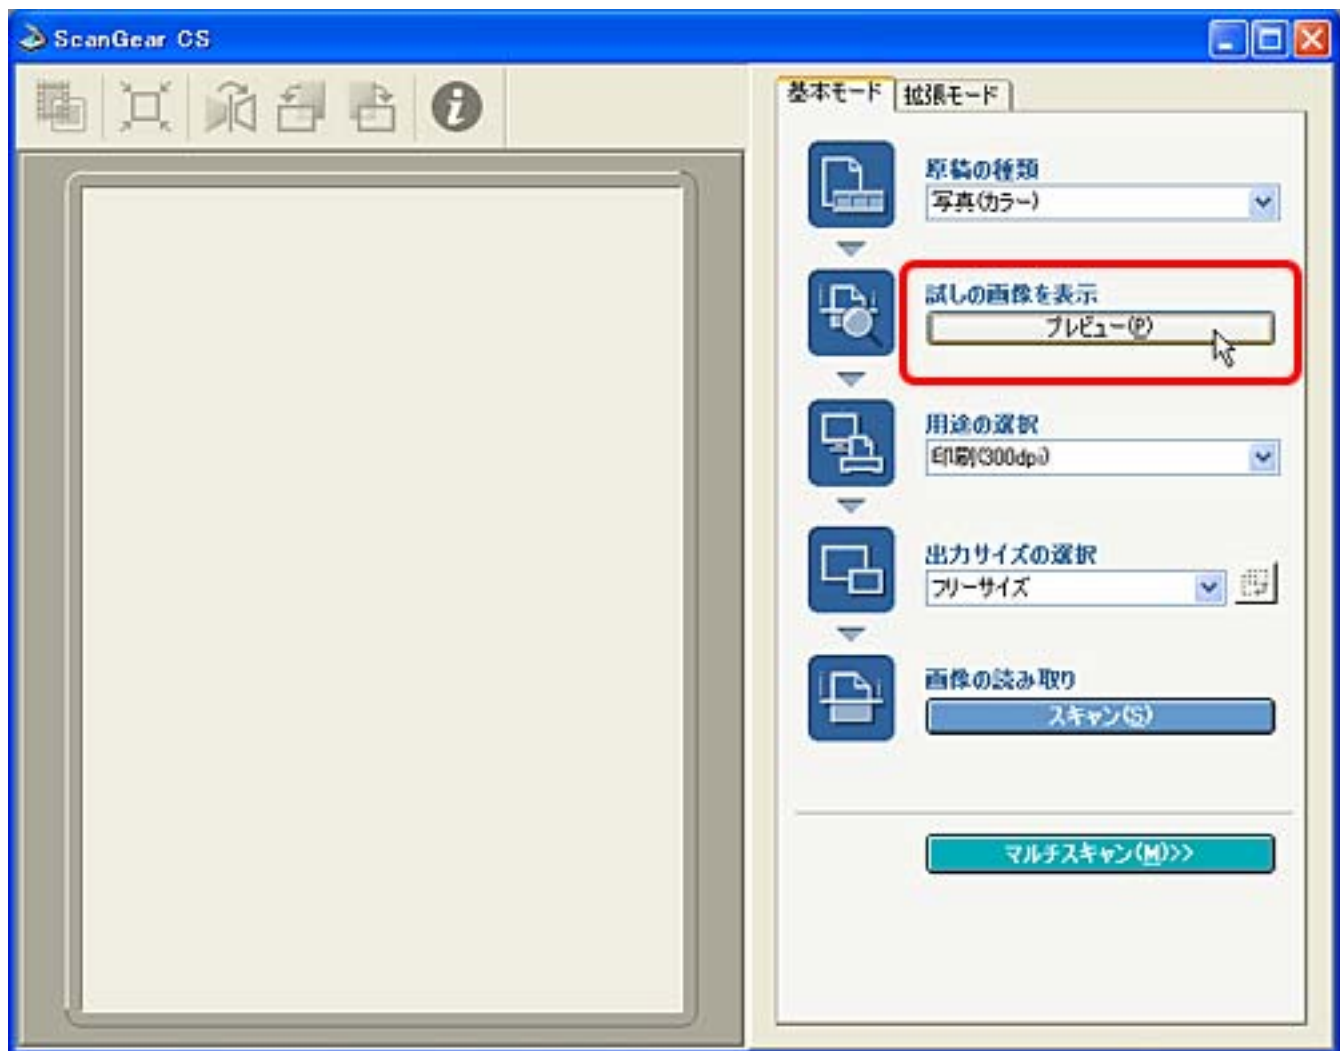 ScanGear CS
基本モード
拡張モード
原稿の種類
写真(カラー)
試しの画像を表示
プレビュー(P)
用途の選択
印刷(300dpi)
出力サイズの選択
フリーサイズ
画像の読み取り
スキャン(S)
マルチスキャン(M)>>